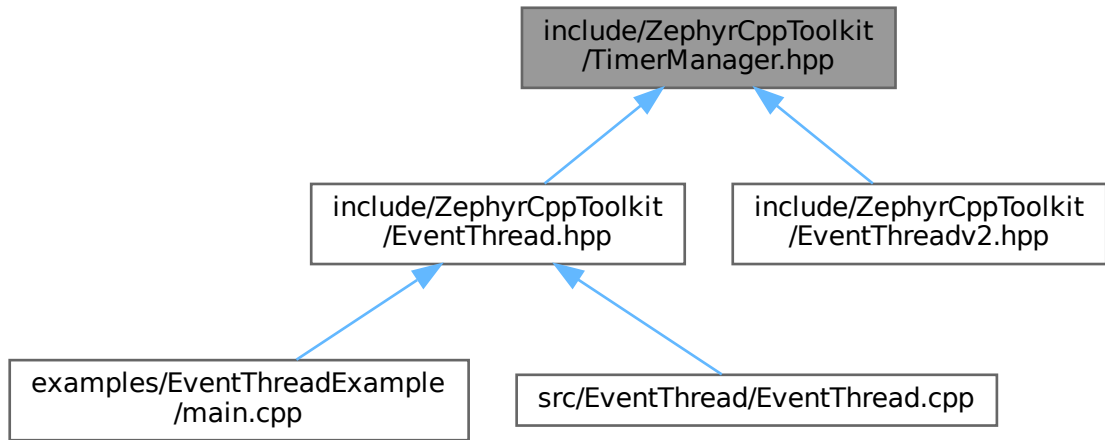 include/ZephyrCppToolkit
/TimerManager.hpp
include/ZephyrCppToolkit
/EventThread.hpp
include/ZephyrCppToolkit
/EventThreadv2.hpp
examples/EventThreadExample
/main.cpp
src/EventThread/EventThread.cpp